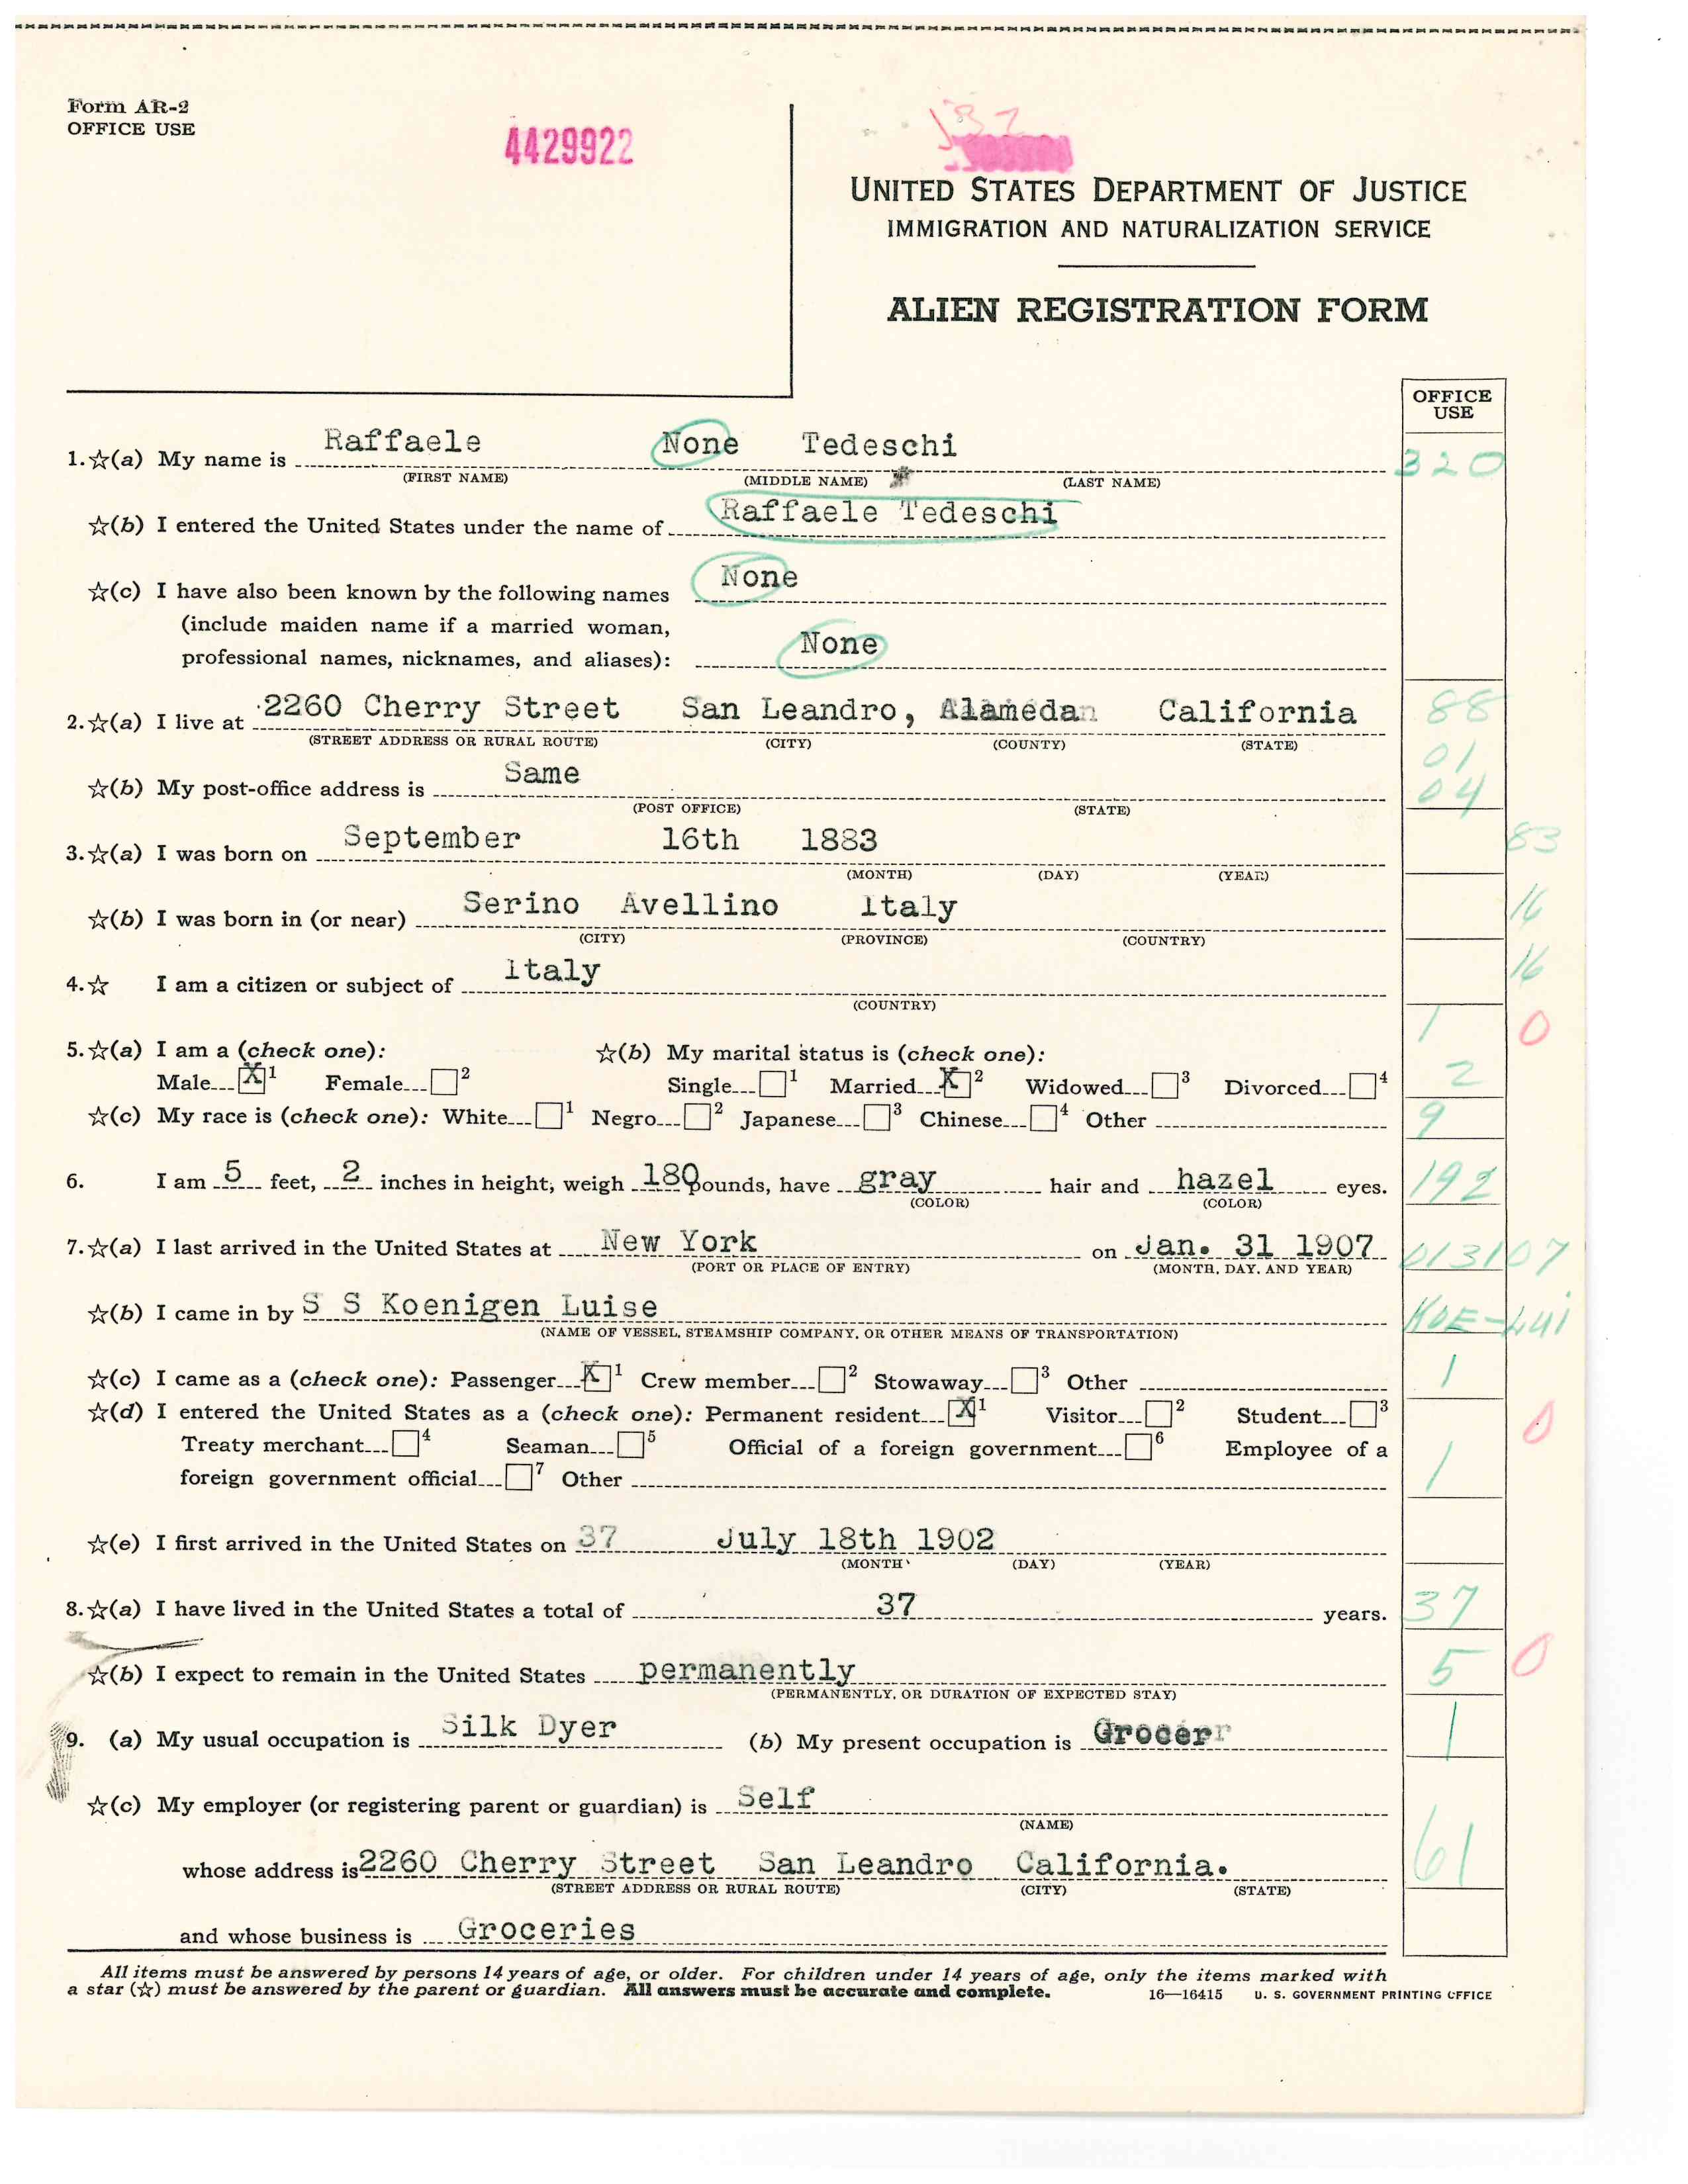 Form AR-2
OFFICE USE
4429922
UNITED STATES DEPARTMENT OF JUSTICE
IMMIGRATION AND NATURALIZATION SERVICE
ALIEN REGISTRATION FORM
OFFICE USE
1.☆(a) My name is Raffaele None Tedeschi 320
(FIRST NAME) (MIDDLE NAME) (LAST NAME)
☆(b) I entered the United States under the name of Raffaele Tedeschi
☆(c) I have also been known by the following names None
(include maiden name if a married woman,
professional names, nicknames, and aliases): None
2.☆(a) I live at 2260 Cherry Street San Leandro, Alameda California 88
(STREET ADDRESS OR RURAL ROUTE) (CITY) (COUNTY) (STATE)
01
☆(b) My post-office address is Same 04
(POST OFFICE) (STATE)
3.☆(a) I was born on September 16th 1883 83
(MONTH) (DAY) (YEAR)
☆(b) I was born in (or near) Serino Avellino Italy 16
(CITY) (PROVINCE) (COUNTRY)
4.☆ I am a citizen or subject of Italy 16
(COUNTRY)
1 0
5.☆(a) I am a (check one): ☆(b) My marital status is (check one):
Male X 1 Female 2 Single 1 Married X 2 Widowed 3 Divorced 4 2
☆(c) My race is (check one): White 1 Negro 2 Japanese 3 Chinese 4 Other 9
6. I am 5 feet, 2 inches in height, weigh 180 pounds, have gray hair and hazel eyes. 192
(COLOR) (COLOR)
7.☆(a) I last arrived in the United States at New York on Jan. 31 1907 013107
(PORT OR PLACE OF ENTRY) (MONTH, DAY, AND YEAR)
☆(b) I came in by S S Koenigen Luise KOE-Lui
(NAME OF VESSEL, STEAMSHIP COMPANY, OR OTHER MEANS OF TRANSPORTATION)
☆(c) I came as a (check one): Passenger X 1 Crew member 2 Stowaway 3 Other 1
☆(d) I entered the United States as a (check one): Permanent resident X 1 Visitor 2 Student 3 0
Treaty merchant 4 Seaman 5 Official of a foreign government 6 Employee of a
foreign government official 7 Other 1
☆(e) I first arrived in the United States on 37 July 18th 1902
(MONTH) (DAY) (YEAR)
8.☆(a) I have lived in the United States a total of 37 years. 37
☆(b) I expect to remain in the United States permanently 5 0
(PERMANENTLY, OR DURATION OF EXPECTED STAY)
9. (a) My usual occupation is Silk Dyer (b) My present occupation is Grocer 1
☆(c) My employer (or registering parent or guardian) is Self
(NAME)
whose address is 2260 Cherry Street San Leandro California. 61
(STREET ADDRESS OR RURAL ROUTE) (CITY) (STATE)
and whose business is Groceries
All items must be answered by persons 14 years of age, or older. For children under 14 years of age, only the items marked with
a star (☆) must be answered by the parent or guardian. All answers must be accurate and complete. 16—16415 U. S. GOVERNMENT PRINTING OFFICE